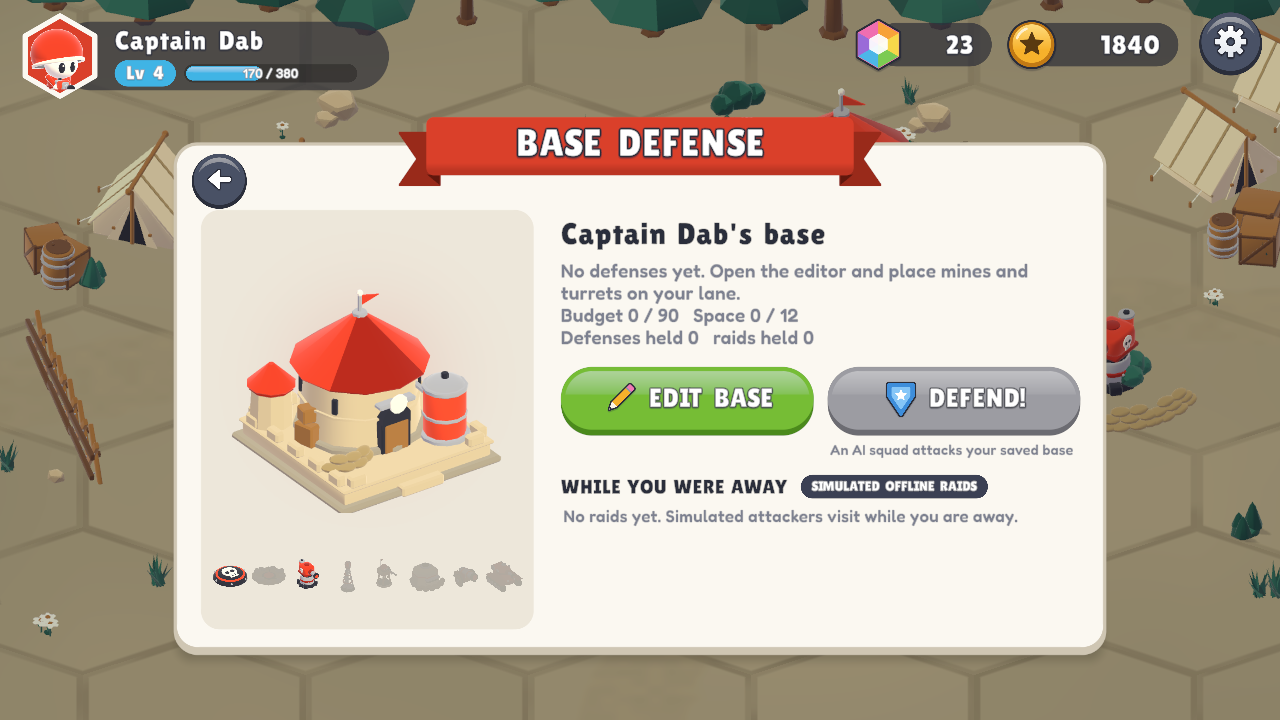 Captain Dab
Lv 4
170 / 380
23
1840
BASE DEFENSE
Captain Dab's base
No defenses yet. Open the editor and place mines and
turrets on your lane.
Budget 0 / 90 Space 0 / 12
Defenses held 0 raids held 0
EDIT BASE
DEFEND!
An AI squad attacks your saved base
WHILE YOU WERE AWAY
SIMULATED OFFLINE RAIDS
No raids yet. Simulated attackers visit while you are away.